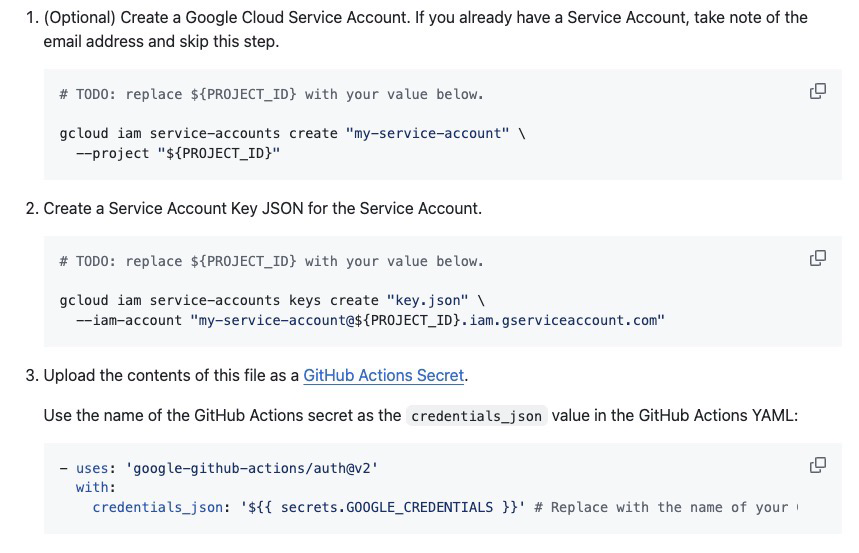 1. (Optional) Create a Google Cloud Service Account. If you already have a Service Account, take note of the
email address and skip this step.
# TODO: replace ${PROJECT_ID} with your value below.
gcloud iam service-accounts create "my-service-account" \
--project "${PROJECT_ID}"
2. Create a Service Account Key JSON for the Service Account.
# TODO: replace ${PROJECT_ID} with your value below.
gcloud iam service-accounts keys create "key.json" \
--iam-account "my-service-account@${PROJECT_ID}.iam.gserviceaccount.com"
3. Upload the contents of this file as a GitHub Actions Secret.
Use the name of the GitHub Actions secret as the credentials_json value in the GitHub Actions YAML:
- uses: 'google-github-actions/auth@v2'
with:
credentials_json: '${{ secrets.GOOGLE_CREDENTIALS }}' # Replace with the name of your